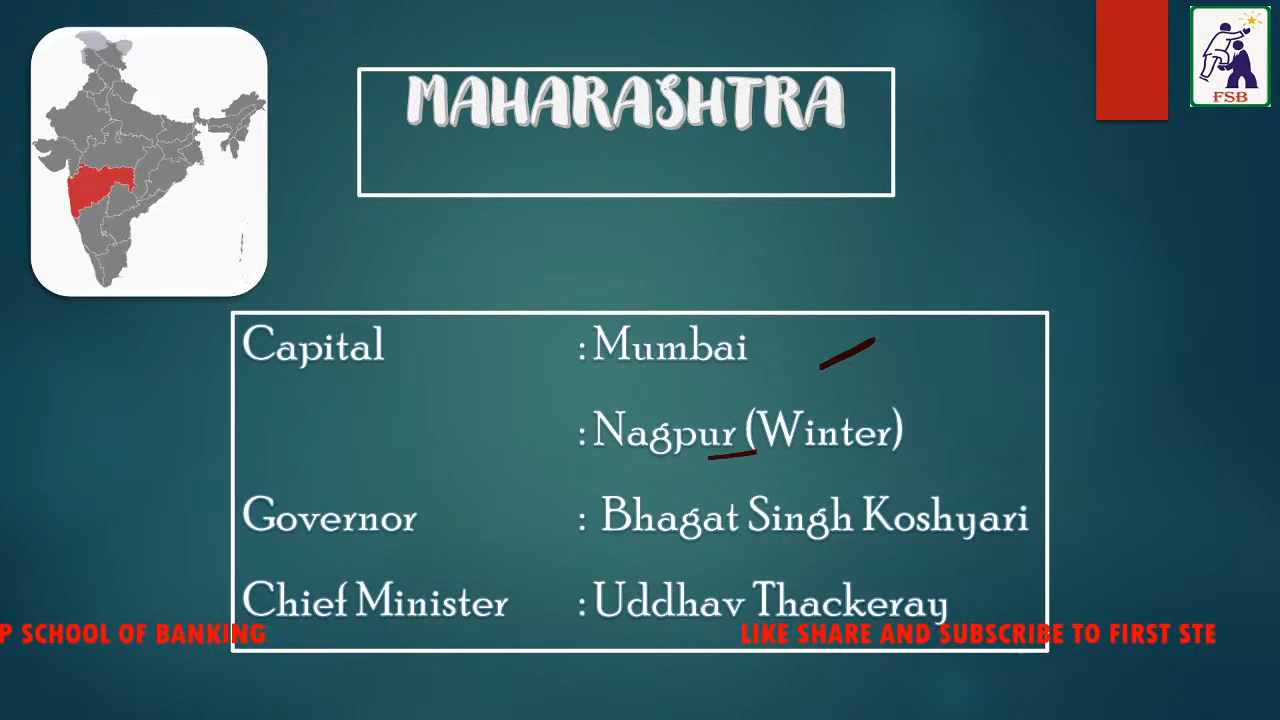 FSB
MAHARASHTRA
Capital : Mumbai
: Nagpur (Winter)
Governor : Bhagat Singh Koshyari
Chief Minister : Uddhav Thackeray
P SCHOOL OF BANKING LIKE SHARE AND SUBSCRIBE TO FIRST STE